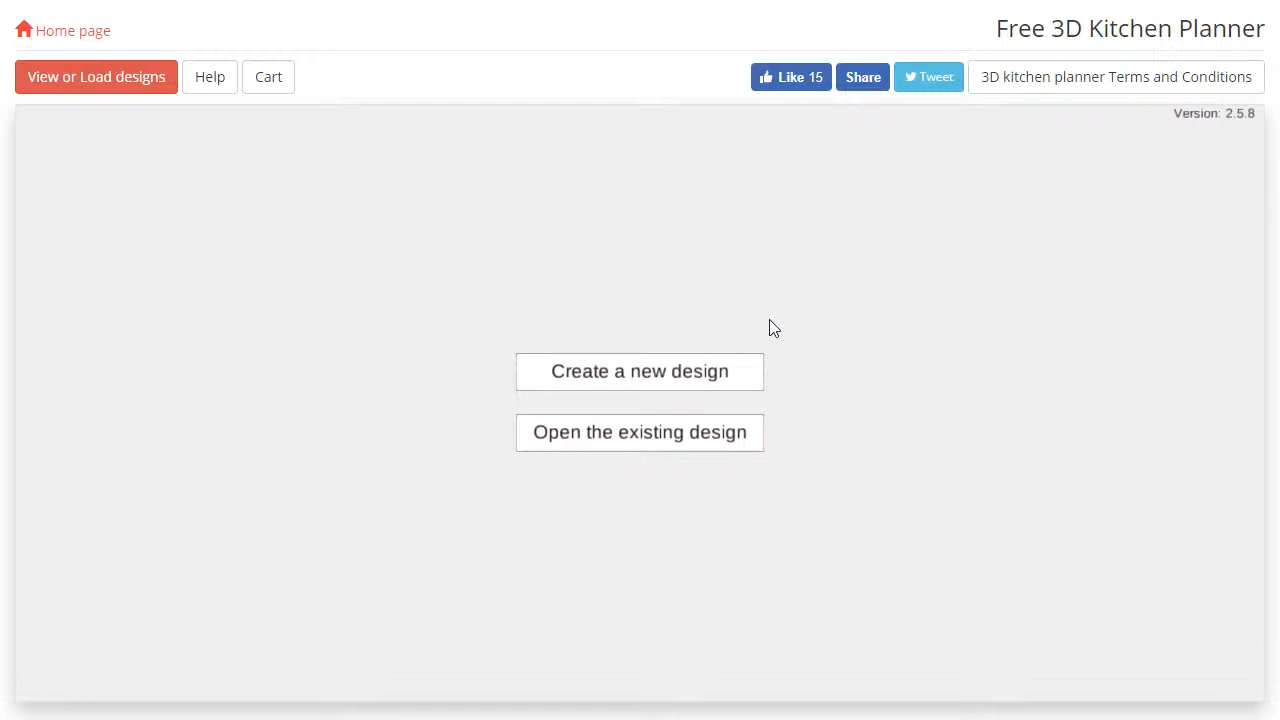 Home page
Free 3D Kitchen Planner
View or Load designs
Help
Cart
Like 15
Share
Tweet
3D kitchen planner Terms and Conditions
Version: 2.5.8
Create a new design
Open the existing design